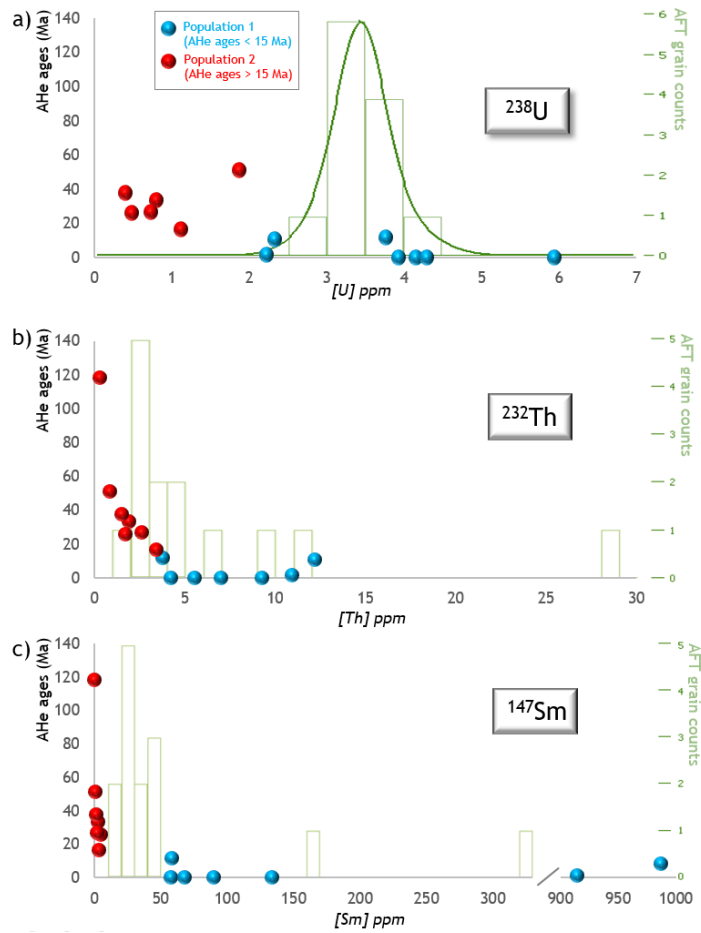 a)
AHe ages (Ma)
140
120
100
80
60
40
20
0
Population 1
(AHe ages < 15 Ma)
Population 2
(AHe ages > 15 Ma)
238U
6
5
4
3
2
1
0
AFT grain counts
0 1 2 3 4 5 6 7
[U] ppm
b)
AHe ages (Ma)
140
120
100
80
60
40
20
0
232Th
5
4
3
2
1
0
AFT grain counts
0 5 10 15 20 25 30
[Th] ppm
c)
AHe ages (Ma)
140
120
100
80
60
40
20
0
147Sm
5
4
3
2
1
0
AFT grain counts
0 50 100 150 200 250 300 900 950 1000
[Sm] ppm